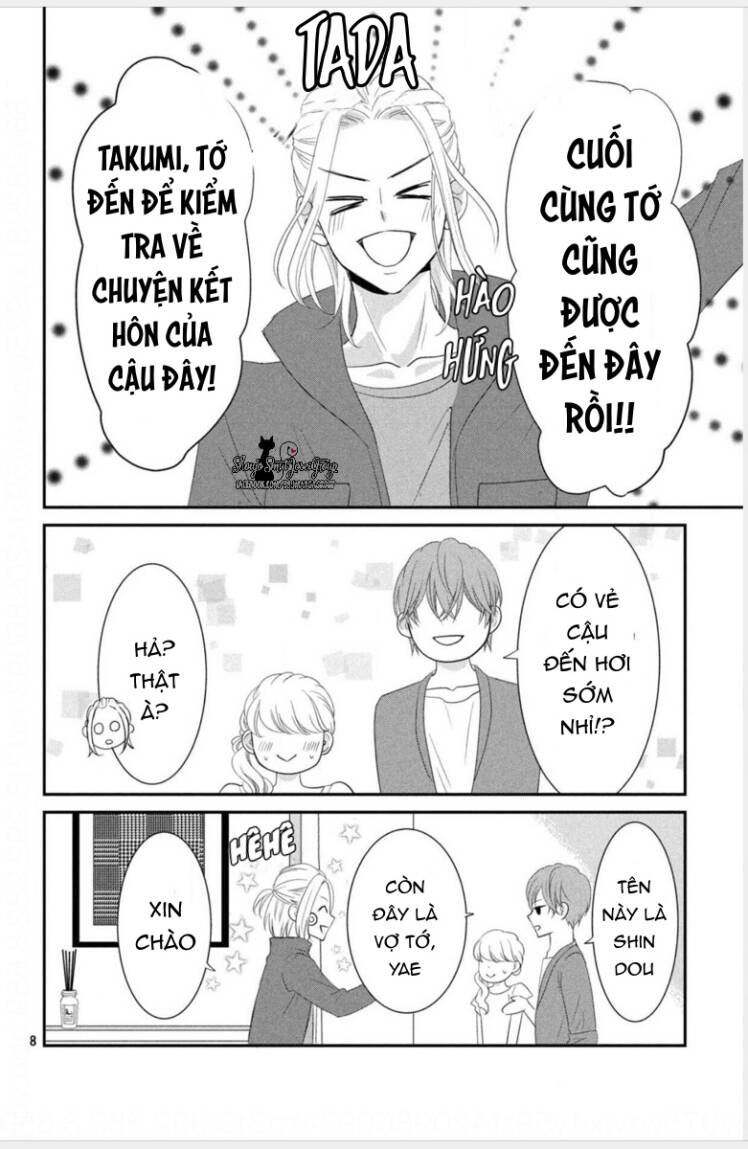 TADA
CUỐI
CÙNG TỚ
CŨNG
ĐƯỢC
ĐẾN ĐÂY
RỒI!!
TAKUMI, TỚ
ĐẾN ĐỂ KIỂM
TRA VỀ
CHUYỆN KẾT
HÔN CỦA
CẬU ĐÂY!
HÀO
HỨNG
CÓ VẺ
CẬU
ĐẾN HƠI
SỚM
NHỈ!?
HẢ?
THẬT
À?
TÊN
NÀY LÀ
SHIN
DOU
CÒN
ĐÂY LÀ
VỢ TỚ,
YAE
HÊHÊ
XIN
CHÀO
8